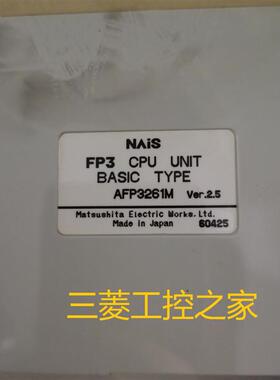 NAiS
FP3 CPU UNIT
BASIC TYPE
AFP3261M Ver.2.5
Matsushita Electric Works.Ltd.
Made in Japan 60425
三菱工控之家